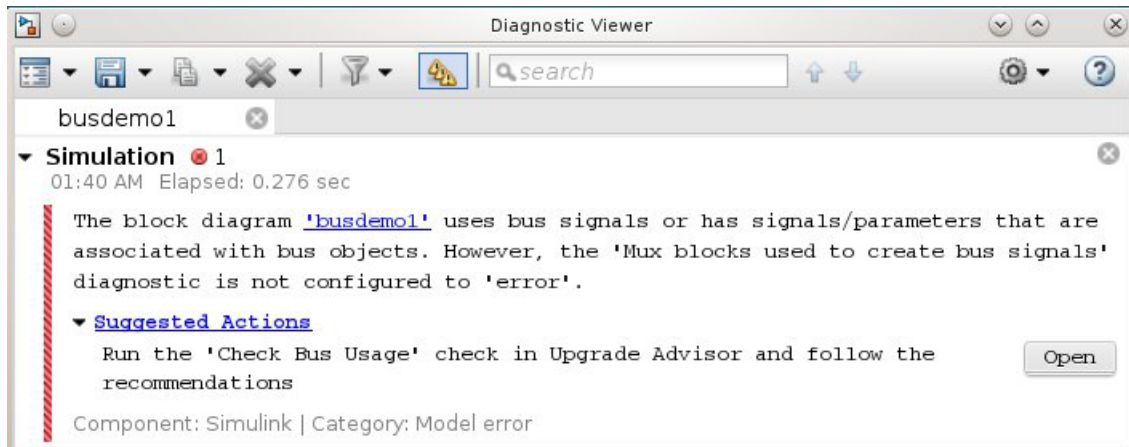 Diagnostic Viewer
search
busdemo1
Simulation 1
01:40 AM Elapsed: 0.276 sec
The block diagram 'busdemo1' uses bus signals or has signals/parameters that are
associated with bus objects. However, the 'Mux blocks used to create bus signals'
diagnostic is not configured to 'error'.
Suggested Actions
Run the 'Check Bus Usage' check in Upgrade Advisor and follow the
recommendations
Open
Component: Simulink | Category: Model error